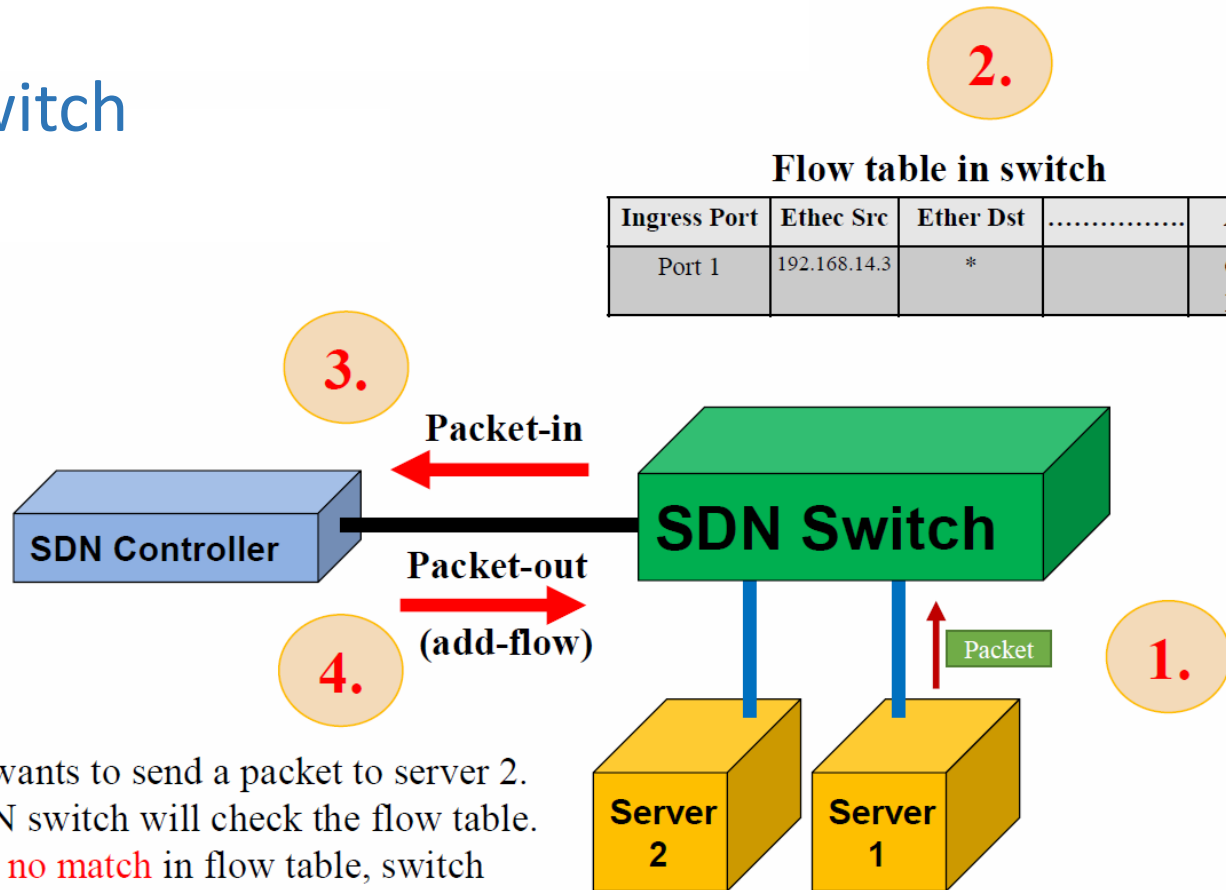 witch
2.
Flow table in switch
Ingress Port Ethec Src Ether Dst ................
Port 1 192.168.14.3 *
3.
Packet-in
SDN Controller
SDN Switch
Packet-out
(add-flow)
4.
Packet
1.
wants to send a packet to server 2.
N switch will check the flow table.
no match in flow table, switch
Server
2
Server
1